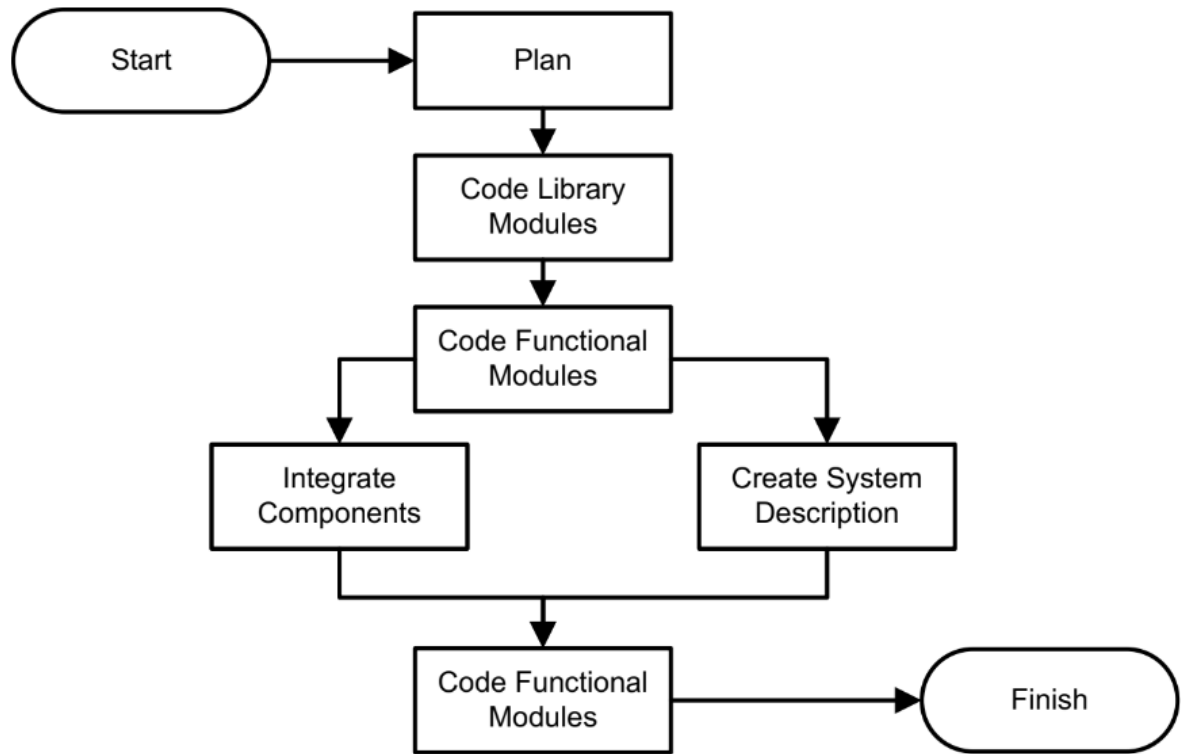 Start
Plan
Code Library
Modules
Code Functional
Modules
Integrate
Components
Create System
Description
Code Functional
Modules
Finish